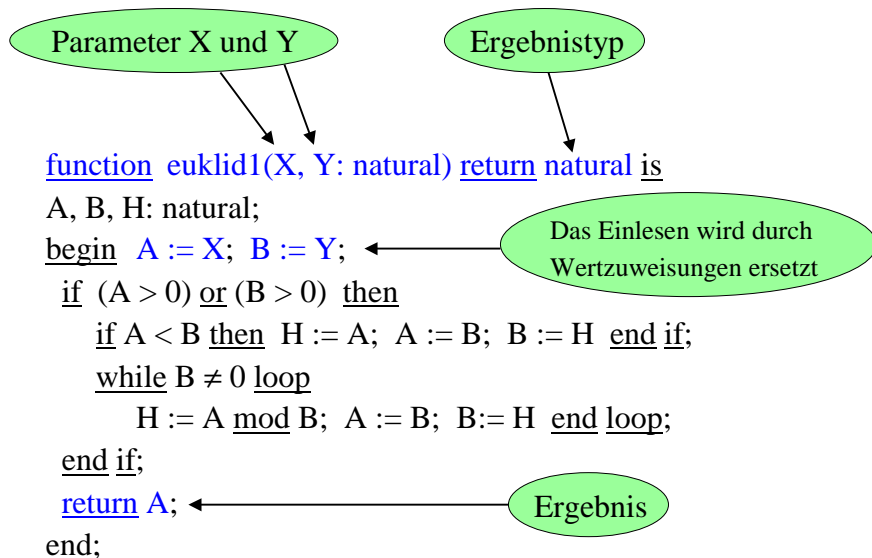 Parameter X und Y
Ergebnistyp
function euklid1(X, Y: natural) return natural is
A, B, H: natural;
begin A := X; B := Y;
Das Einlesen wird durch
Wertzuweisungen ersetzt
if (A > 0) or (B > 0) then
if A < B then H := A; A := B; B := H end if;
while B ≠ 0 loop
H := A mod B; A := B; B:= H end loop;
end if;
return A;
Ergebnis
end;